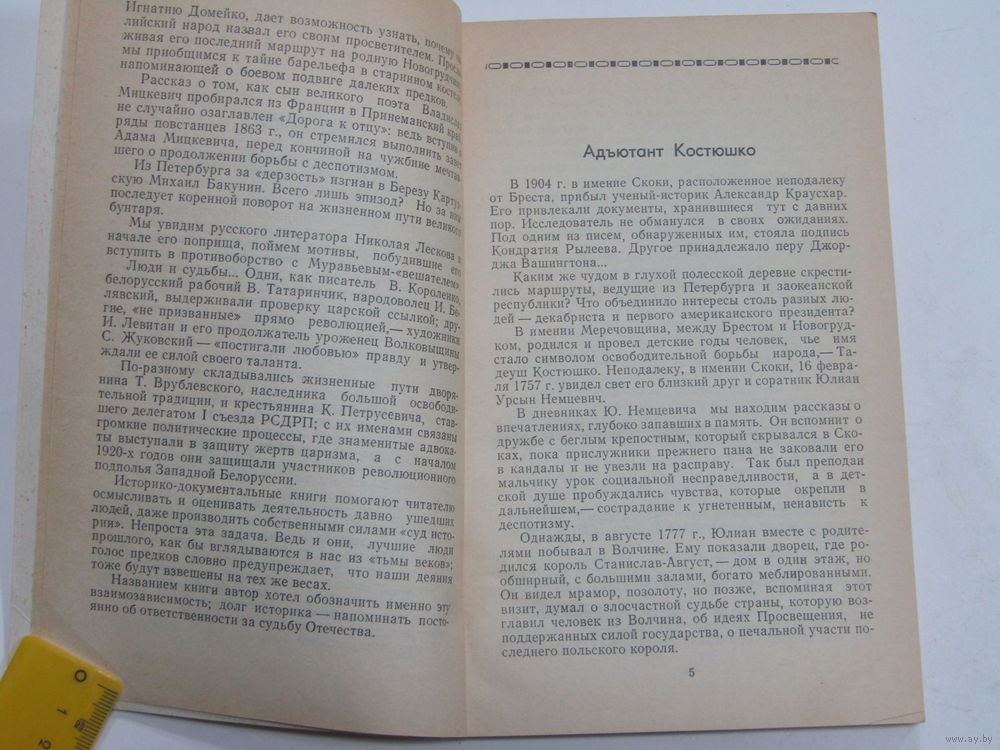 Игнатию Домейко, дает возможность узнать, почему
лийский народ назвал его своим просветителем.
живая его последний маршрут на родную Новогрудчину,
мы приобщимся к тайне барельефа в старинном костеле,
напоминающей о боевом подвиге далеких предков.
Рассказ о том, как сын великого поэта Владислав
Мицкевич пробирался из Франции в Принеманский край,
не случайно озаглавлен «Дорога к отцу»: ведь вступив в
ряды повстанцев 1863 г., он стремился выполнить завет
Адама Мицкевича, перед кончиной на чужбине мечтав-
шего о продолжении борьбы с деспотизмом.
Из Петербурга за «дерзость» изгнан в Березу Картуз-
скую Михаил Бакунин. Всего лишь эпизод? Но за ним
последует коренной поворот на жизненном пути великого
бунтаря.
Мы увидим русского литератора Николая Лескова в
начале его поприща, поймем мотивы, побудившие его
вступить в противоборство с Муравьевым-«вешателем».
Люди и судьбы... Одни, как писатель В. Короленко,
белорусский рабочий В. Татаринчик, народоволец И. Бе-
лявский, выдерживали проверку царской ссылкой; дру-
гие, «не призванные» прямо революцией,— художники
И. Левитан и его продолжатель уроженец Волковыщины
С. Жуковский — «постигали любовью» правду и утвер-
ждали ее силой своего таланта.
По-разному складывались жизненные пути дворя-
нина Т. Врублевского, наследника большой освободи-
тельной традиции, и крестьянина К. Петрусевича, став-
шего делегатом I съезда РСДРП; с их именами связаны
громкие политические процессы, где знаменитые адвока-
ты выступали в защиту жертв царизма, а с началом
1920-х годов они защищали участников революционного
подполья Западной Белоруссии.
Историко-документальные книги помогают читателю
осмысливать и оценивать деятельность давно ушедших
людей, даже производить собственными силами «суд исто-
рии». Непроста эта задача. Ведь и они, лучшие люди
прошлого, как бы вглядываются в нас из «тьмы веков»;
голос предков словно предупреждает, что наши деяния
тоже будут взвешены на тех же весах.
Названием книги автор хотел обозначить именно эту
взаимозависимость; долг историка — напоминать посто-
янно об ответственности за судьбу Отечества.
Адъютант Костюшко
В 1904 г. в имение Скоки, расположенное неподалеку
от Бреста, прибыл ученый-историк Александр Краусхар.
Его привлекали документы, хранившиеся тут с давних
пор. Исследователь не обманулся в своих ожиданиях.
Под одним из писем, обнаруженных им, стояла подпись
Кондратия Рылеева. Другое принадлежало перу Джор-
джа Вашингтона...
Каким же чудом в глухой полесской деревне скрести-
лись маршруты, ведущие из Петербурга и заокеанской
республики? Что объединило интересы столь разных лю-
дей — декабриста и первого американского президента?
В имении Меречовщина, между Брестом и Новогруд-
ком, родился и провел детские годы человек, чье имя
стало символом освободительной борьбы народа,— Та-
деуш Костюшко. Неподалеку, в имении Скоки, 16 февра-
ля 1757 г. увидел свет его близкий друг и соратник Юлиан
Урсын Немцевич.
В дневниках Ю. Немцевича мы находим рассказы о
впечатлениях, глубоко запавших в память. Он вспомнит о
дружбе с беглым крепостным, который скрывался в Ско-
ках, пока прислужники прежнего пана не заковали его
в кандалы и не увезли на расправу. Так был преподан
мальчику урок социальной несправедливости, а в дет-
ской душе пробуждались чувства, которые окрепли в
дальнейшем,— сострадание к угнетенным, ненависть к
деспотизму.
Однажды, в августе 1777 г., Юлиан вместе с родите-
лями побывал в Волчине. Ему показали дворец, где ро-
дился король Станислав-Август,— дом в один этаж, но
обширный, с большими залами, богато меблированными.
Он видел мрамор, позолоту, но позже, вспоминая этот
визит, думал о злосчастной судьбе страны, которую воз-
главил человек из Волчина, об идеях Просвещения, не
поддержанных силой государства, о печальной участи по-
следнего польского короля.
5
0
1
2
www.ay.by